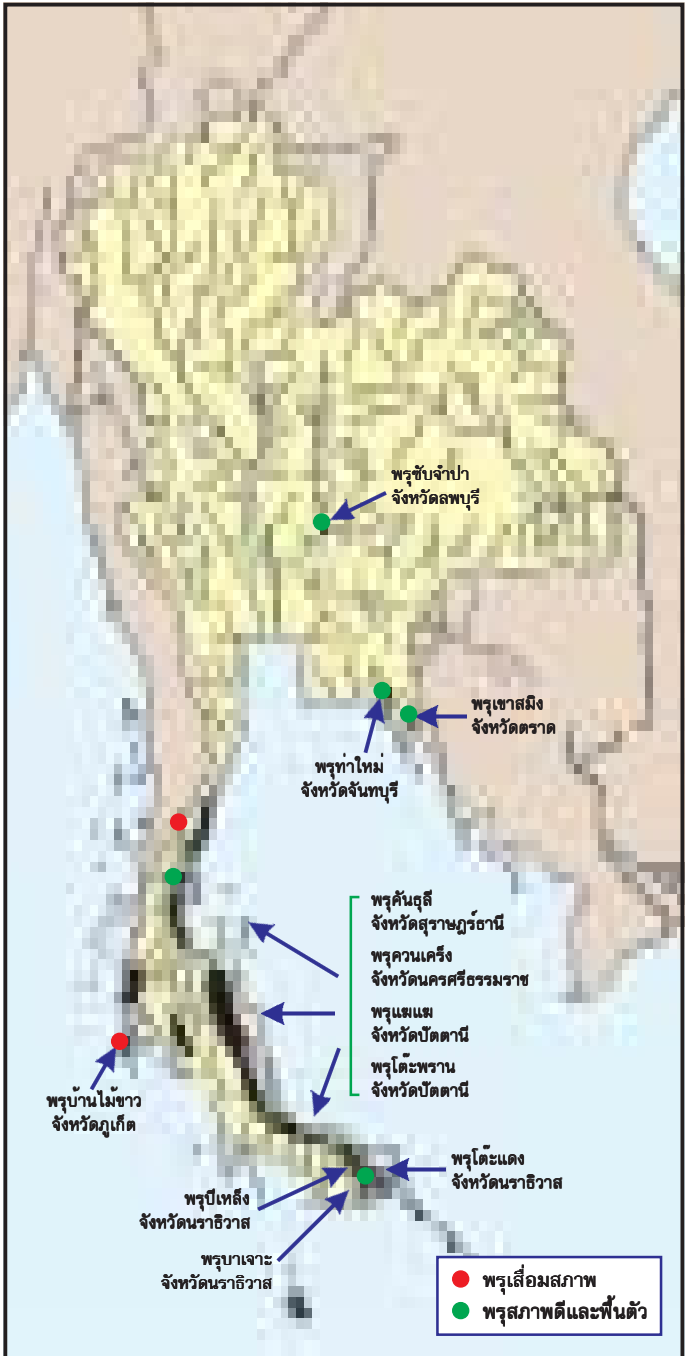 พรุซับจำปา
จังหวัดลพบุรี
พรุเขาสมิง
จังหวัดตราด
พรุท่าใหม่
จังหวัดจันทบุรี
พรุคันธุลี
จังหวัดสุราษฎร์ธานี
พรุควนเคร็ง
จังหวัดนครศรีธรรมราช
พรุแฆแฆ
จังหวัดปัตตานี
พรุโต๊ะพราน
จังหวัดปัตตานี
พรุบ้านไม้ขาว
จังหวัดภูเก็ต
พรุโต๊ะแดง
จังหวัดนราธิวาส
พรุบีเหล็ง
จังหวัดนราธิวาส
พรุบาเจาะ
จังหวัดนราธิวาส
พรุเสื่อมสภาพ
พรุสภาพดีและฟื้นตัว